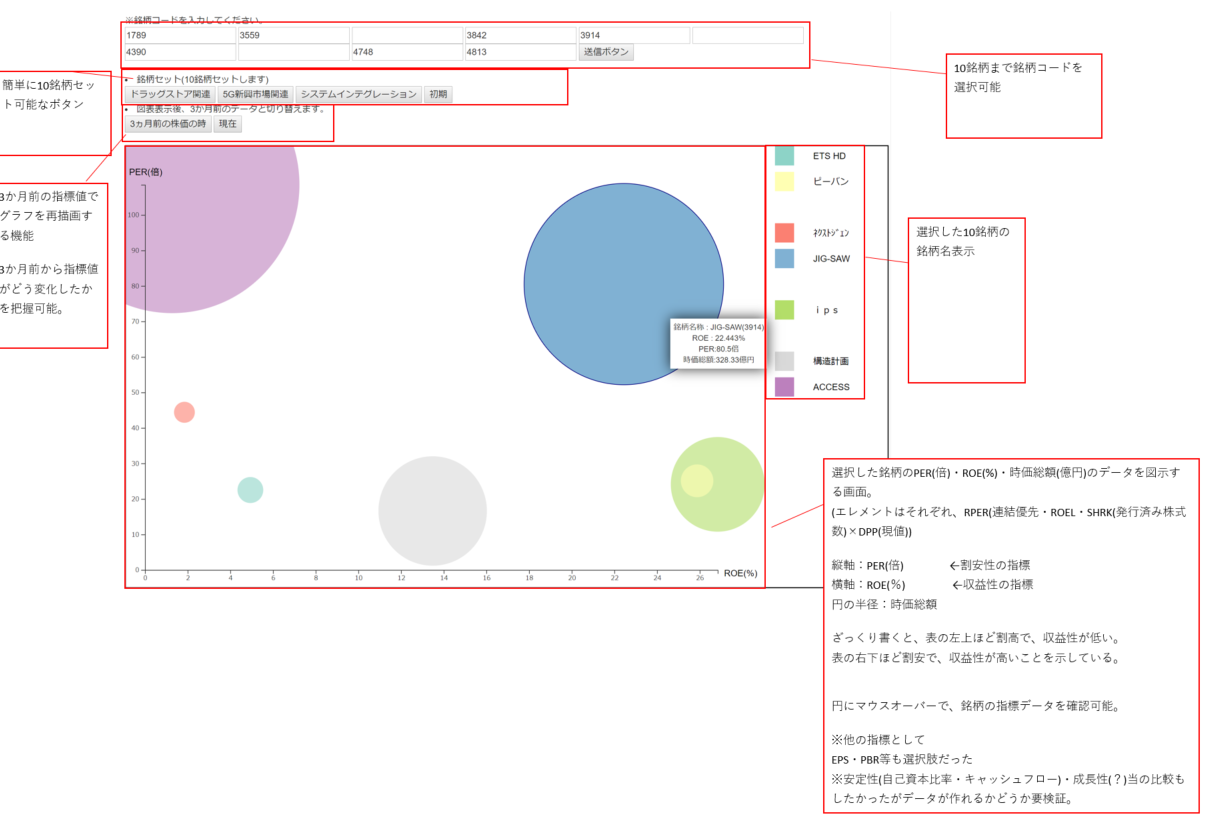 ※銘柄コードを入力してください。
1789
3559
3842
3914
4390
4748
4813
送信ボタン
・ 銘柄セット(10銘柄セットします)
ドラッグストア関連
5G新興市場関連
システムインテグレーション
初期
・ 図表表示後、3か月前のデータと切り替えます。
3ヵ月前の株価の時
現在
簡単に10銘柄セッ
ト可能なボタン
3か月前の指標値で
グラフを再描画す
る機能
3か月前から指標値
がどう変化したか
を把握可能。
10銘柄まで銘柄コードを
選択可能
選択した10銘柄の
銘柄名表示
PER(倍)
100
90
80
70
60
50
40
30
20
10
0
0
2
4
6
8
10
12
14
16
18
20
22
24
26
ROE(%)
銘柄名称 : JIG-SAW(3914)
ROE : 22.443%
PER:80.5倍
時価総額:328.33億円
ETS HD
ビーバン
ﾈｸｽﾄｼﾞｪﾝ
JIG-SAW
ｉｐｓ
構造計画
ACCESS
選択した銘柄のPER(倍)・ROE(%)・時価総額(億円)のデータを図示す
る画面。
(エレメントはそれぞれ、RPER(連結優先・ROEL・SHRK(発行済み株式
数)×DPP(現値))
縦軸：PER(倍) ←割安性の指標
横軸：ROE(％) ←収益性の指標
円の半径：時価総額
ざっくり書くと、表の左上ほど割高で、収益性が低い。
表の右下ほど割安で、収益性が高いことを示している。
円にマウスオーバーで、銘柄の指標データを確認可能。
※他の指標として
EPS・PBR等も選択肢だった
※安定性(自己資本比率・キャッシュフロー)・成長性(？)当の比較も
したかったがデータが作れるかどうか要検証。